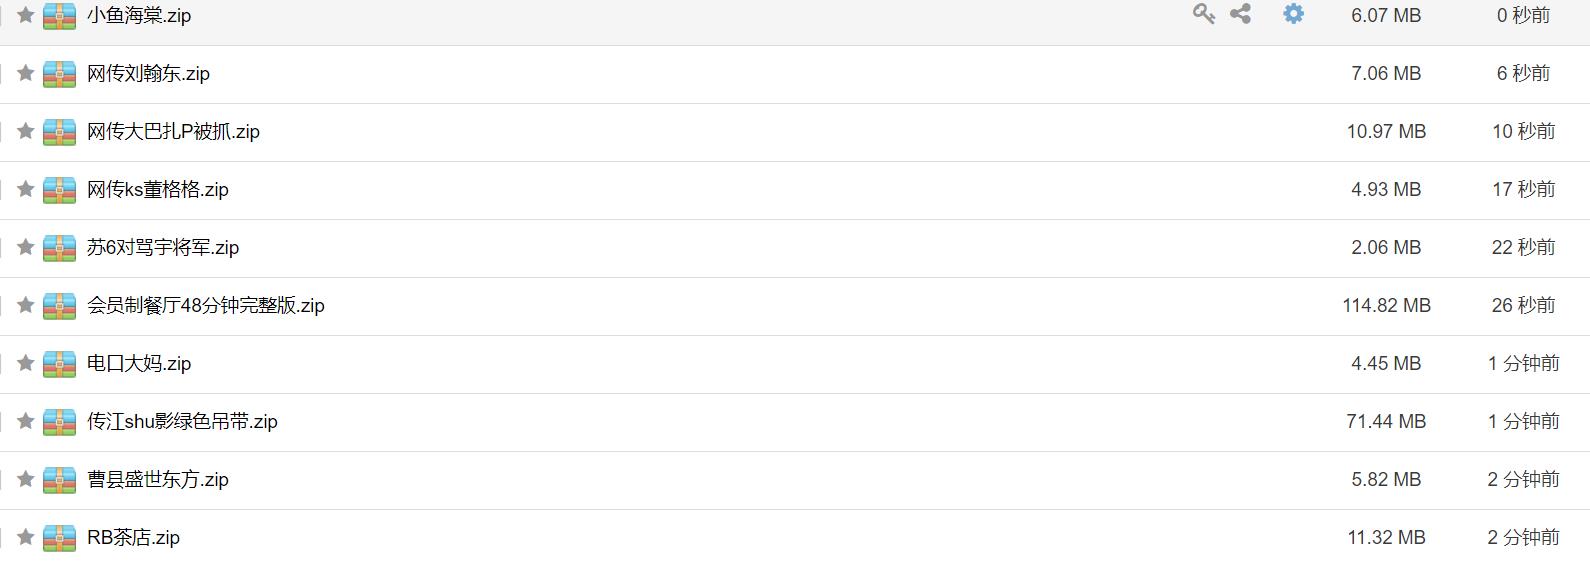 小鱼海棠.zip 6.07 MB 0 秒前
网传刘翰东.zip 7.06 MB 6 秒前
网传大巴扎P被抓.zip 10.97 MB 10 秒前
网传ks董格格.zip 4.93 MB 17 秒前
苏6对骂宇将军.zip 2.06 MB 22 秒前
会员制餐厅48分钟完整版.zip 114.82 MB 26 秒前
电口大妈.zip 4.45 MB 1 分钟前
传江shu影绿色吊带.zip 71.44 MB 1 分钟前
曹县盛世东方.zip 5.82 MB 2 分钟前
RB茶店.zip 11.32 MB 2 分钟前